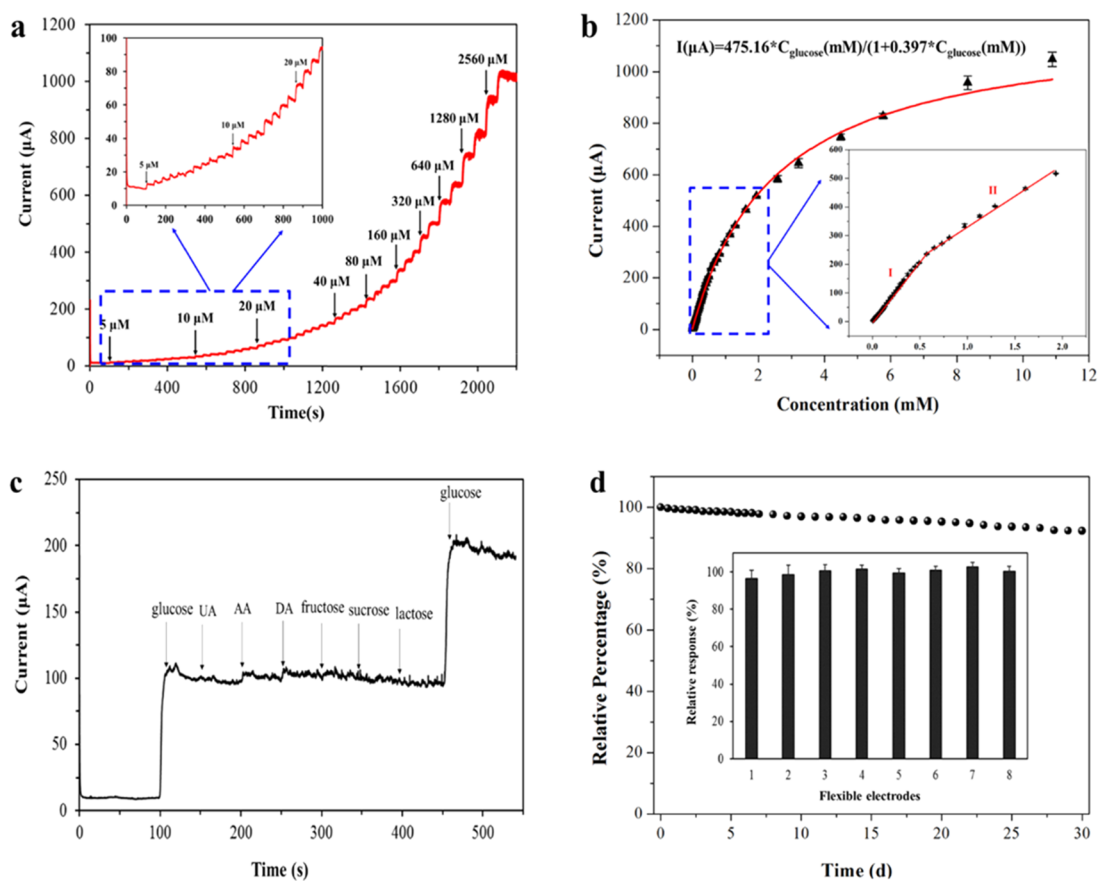 a
1200
1000
800
600
400
200
0
Current (μA)
0 400 800 1200 1600 2000
Time(s)
100
80
60
40
20
0
0 200 400 600 800 1000
5 μM
10 μM
20 μM
5 μM
10 μM
20 μM
40 μM
80 μM
160 μM
320 μM
640 μM
1280 μM
2560 μM
b
1200
1000
800
600
400
200
0
Current (μA)
I(μA)=475.16*Cglucose(mM)/(1+0.397*Cglucose(mM))
0 2 4 6 8 10 12
Concentration (mM)
600
500
400
300
200
100
0
0.0 0.5 1.0 1.5 2.0
I
II
c
250
200
150
100
50
0
Current (μA)
glucose UA AA DA fructose sucrose lactose
glucose
0 100 200 300 400 500
Time (s)
d
100
80
60
40
20
0
Relative Percentage (%)
0 5 10 15 20 25 30
Time (d)
100
80
60
40
20
0
Relative response (%)
1 2 3 4 5 6 7 8
Flexible electrodes